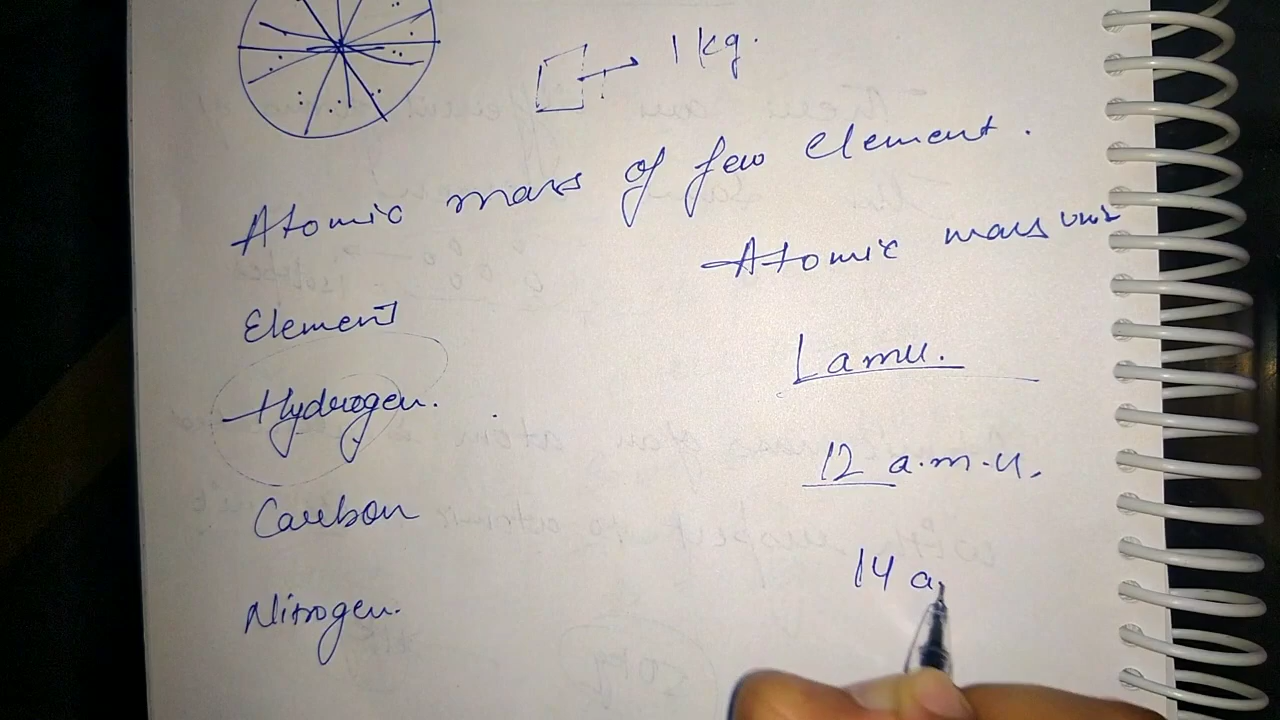 1 kg.
Atomic mass of few element.
Atomic mass unit
Element
Hydrogen.
1 amu.
Carbon
12 a.m.u.
Nitrogen.
14 a.